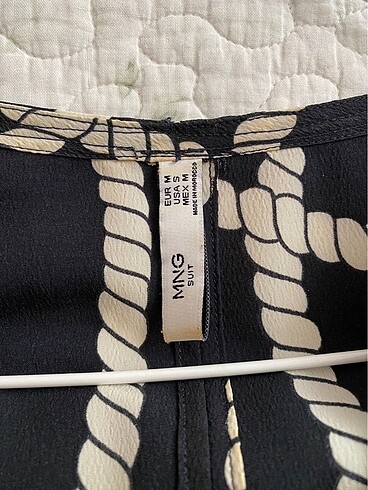 EUR M
USA S
MEX M
MADE IN MOROCCO
MNG
SUIT